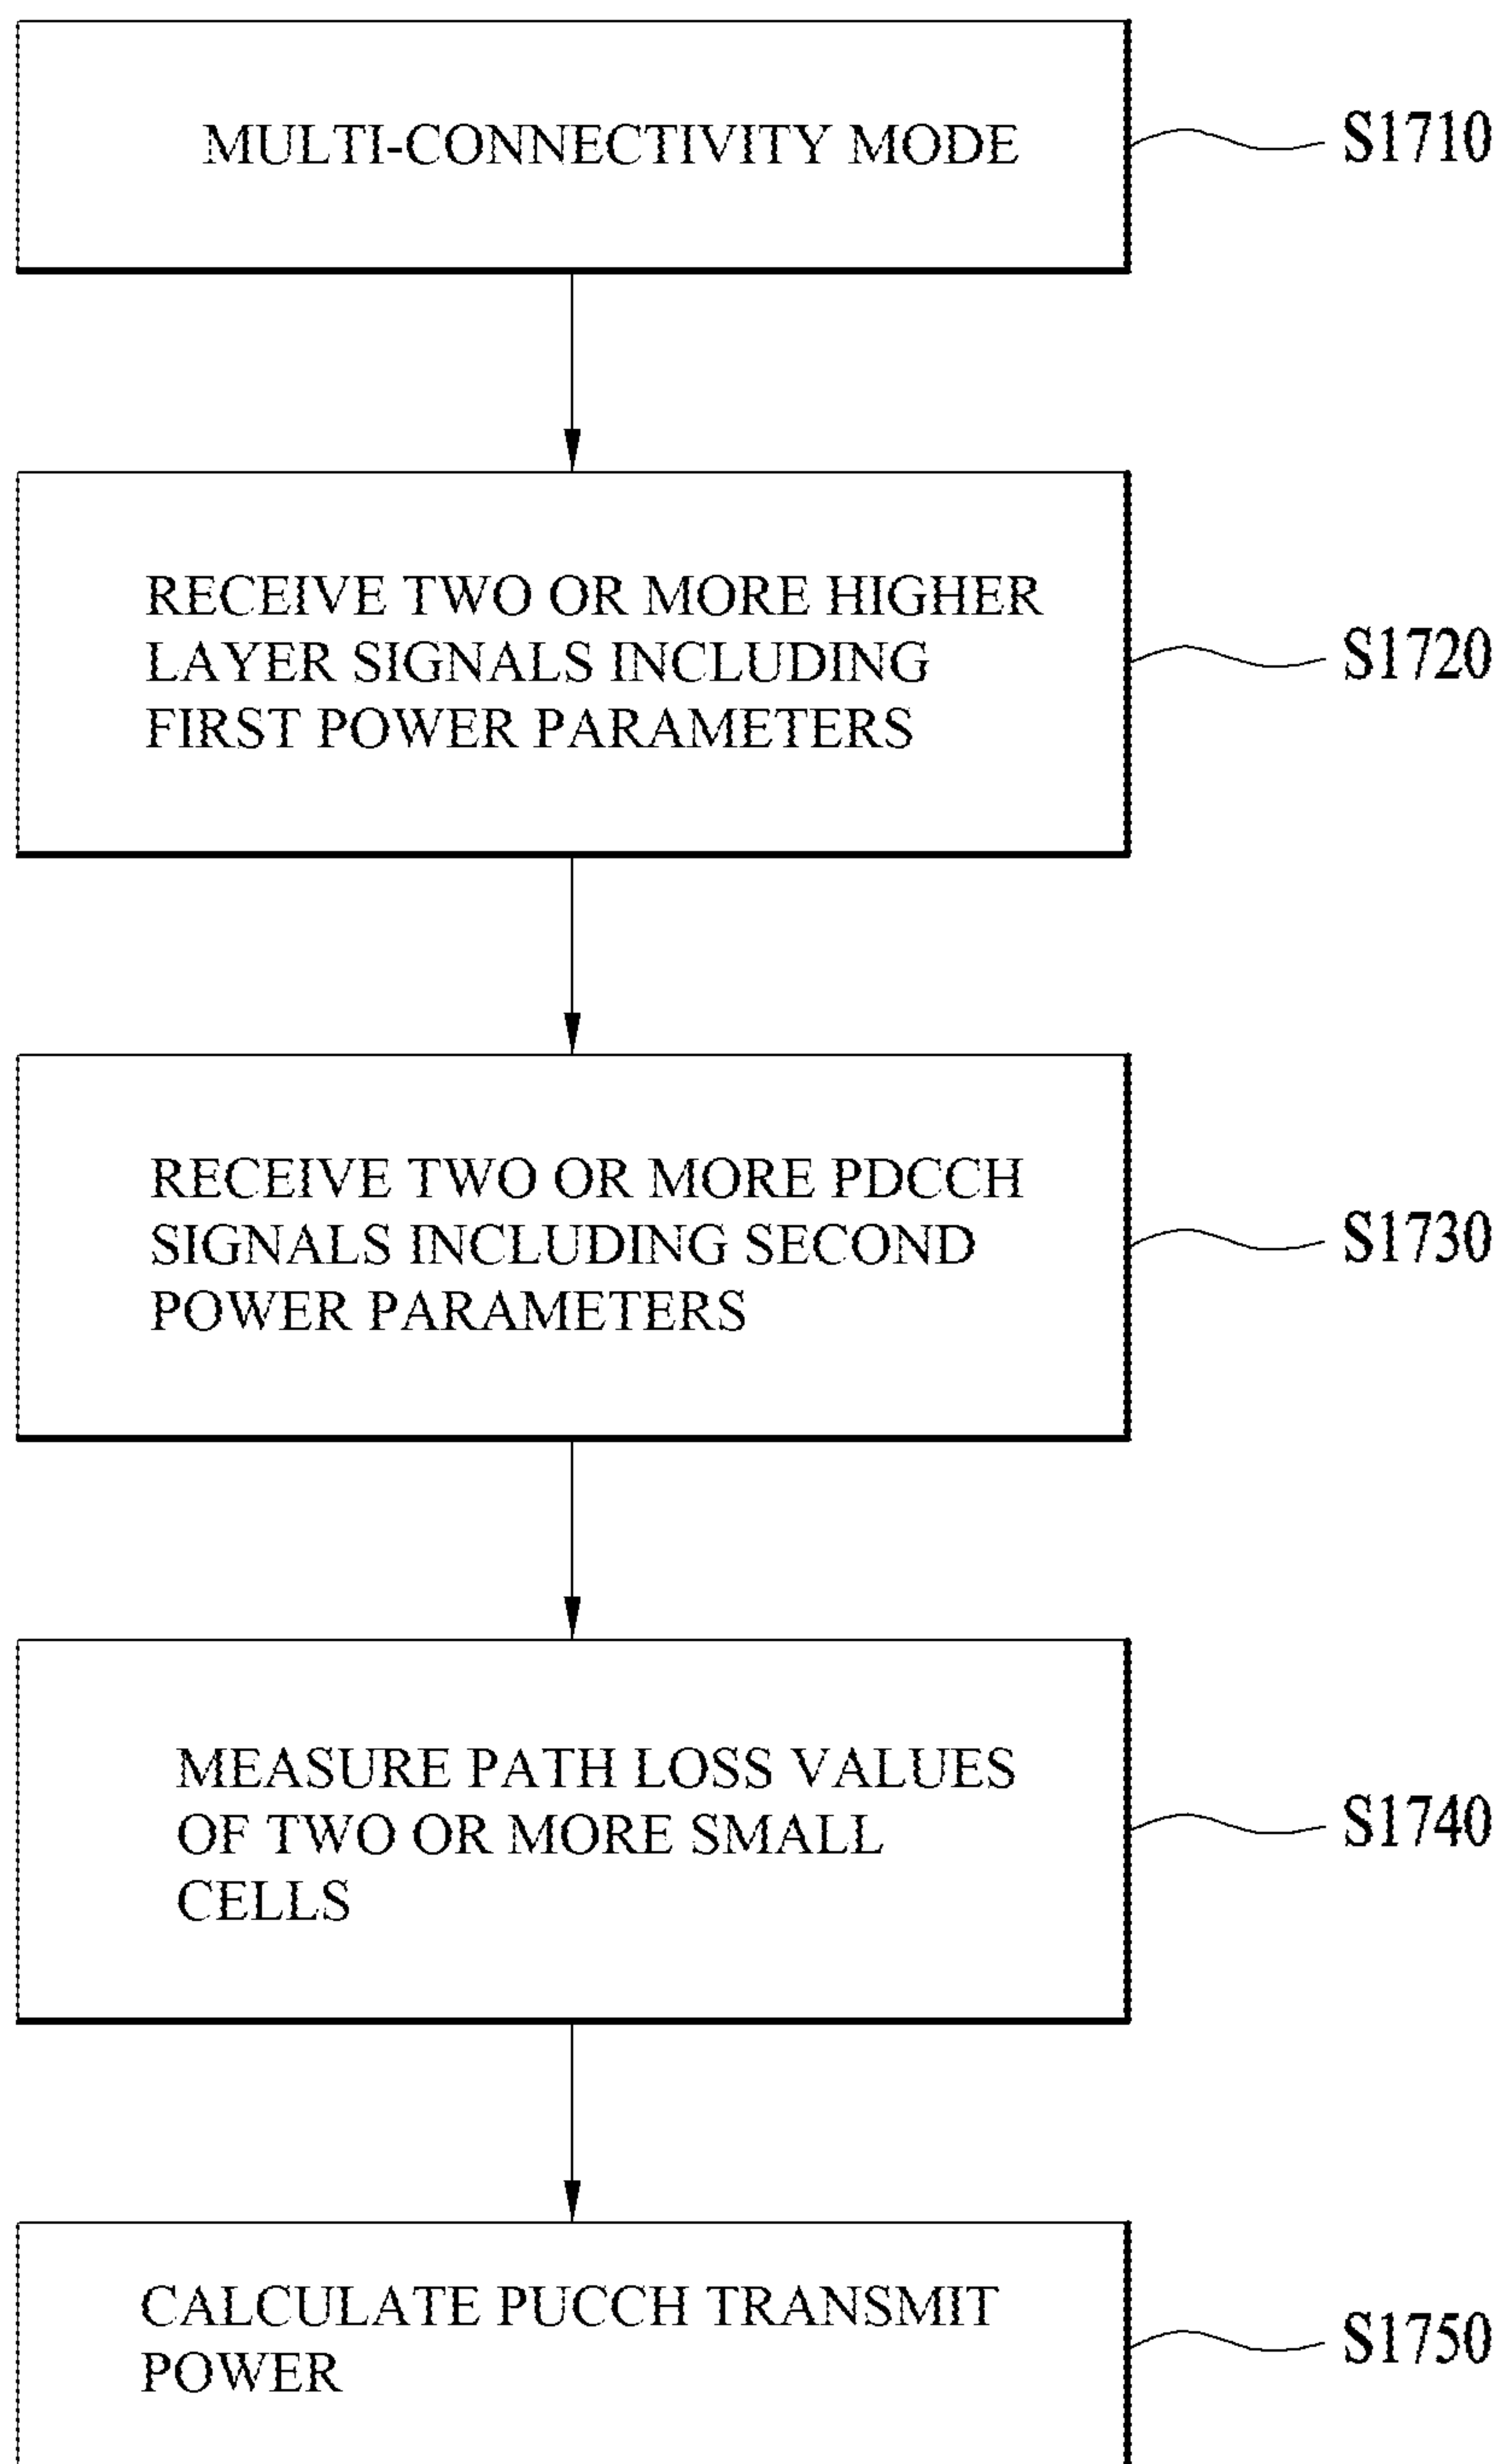 MULTI-CONNECTIVITY MODE
S1710
RECEIVE TWO OR MORE HIGHER
LAYER SIGNALS INCLUDING
FIRST POWER PARAMETERS
S1720
RECEIVE TWO OR MORE PDCCH
SIGNALS INCLUDING SECOND
POWER PARAMETERS
S1730
MEASURE PATH LOSS VALUES
OF TWO OR MORE SMALL
CELLS
S1740
CALCULATE PUCCH TRANSMIT
POWER
S1750